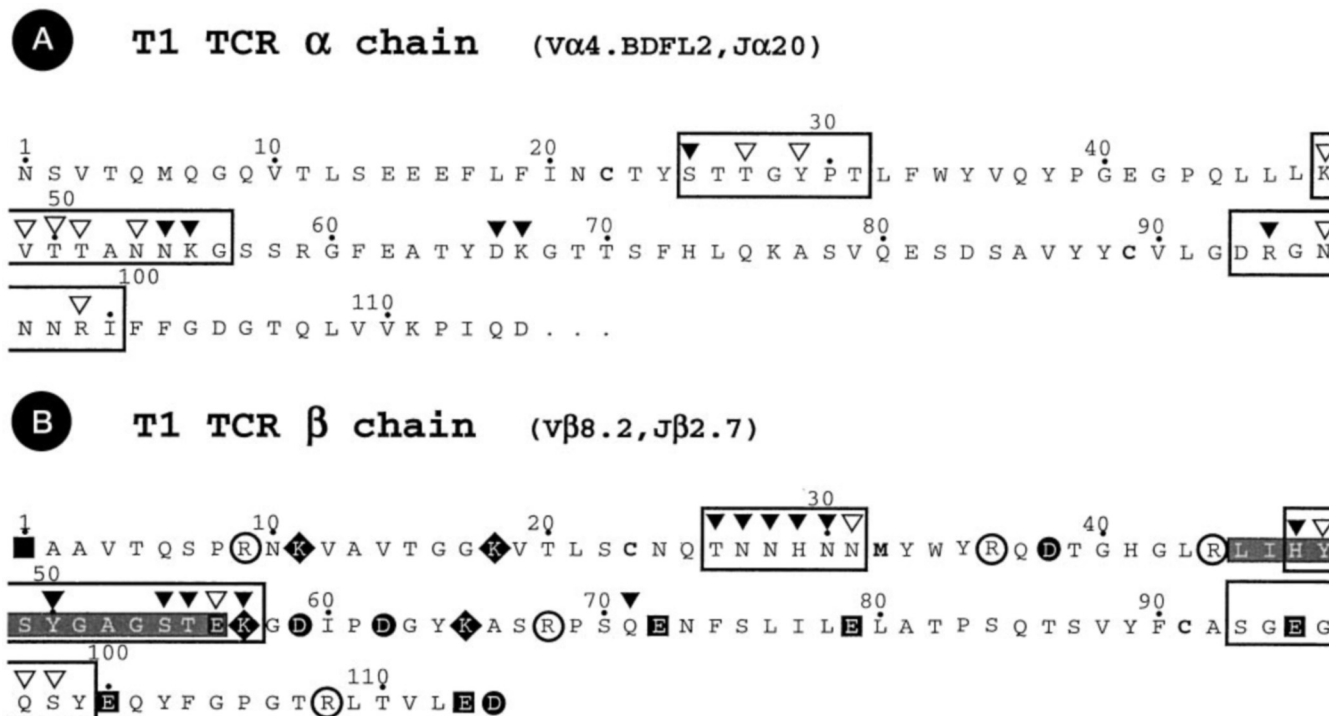 A T1 TCR α chain (Vα4.BDFL2,Jα20)
1 10 20 30 40
N S V T Q M Q G Q V T L S E E E F L F I N C T Y S T T G Y P T L F W Y V Q Y P G E G P Q L L L K
50 60 70 80 90
V T T A N N K G S S R G F E A T Y D K G T T S F H L Q K A S V Q E S D S A V Y Y C V L G D R G N
100 110
N N R I F F G D G T Q L V V K P I Q D . . .
B T1 TCR β chain (Vβ8.2,Jβ2.7)
1 10 20 30 40
A A V T Q S P R N K V A V T G G K V T L S C N Q T N N H N N M Y W Y R Q D T G H G L R L I H Y
50 60 70 80 90
S Y G A G S T E K G D I P D G Y K A S R P S Q E N F S L I L E L A T P S Q T S V Y F C A S G E G
100 110
Q S Y E Q Y F G P G T R L T V L E D